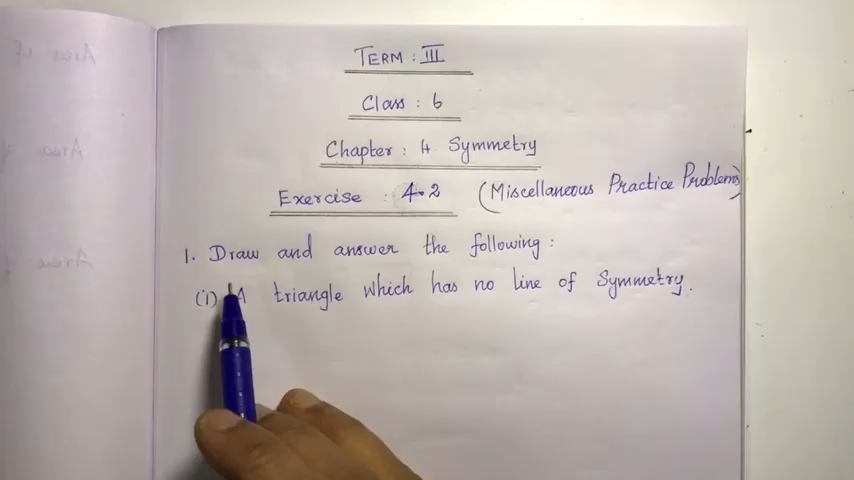 TERM : III
Class : 6
Chapter : 4. Symmetry
Exercise : 4.2 (Miscellaneous Practice Problems)
1. Draw and answer the following :
(i) A triangle which has no line of Symmetry.